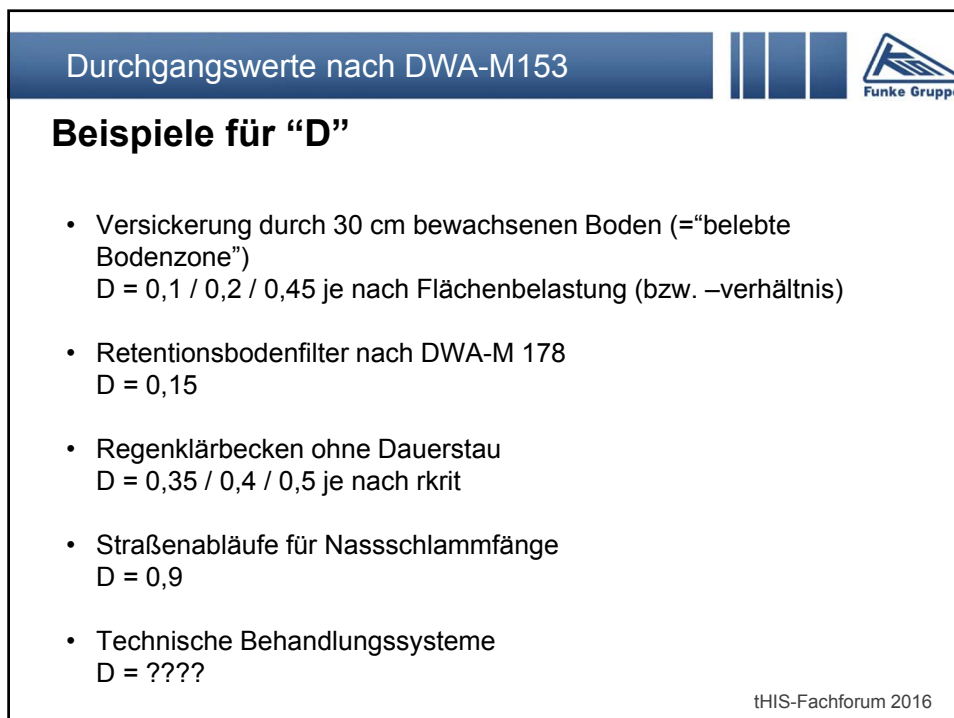 Durchgangswerte nach DWA-M153
Funke Gruppe
Beispiele für “D”
• Versickerung durch 30 cm bewachsenen Boden (=“belebte
Bodenzone”)
D = 0,1 / 0,2 / 0,45 je nach Flächenbelastung (bzw. –verhältnis)
• Retentionsbodenfilter nach DWA-M 178
D = 0,15
• Regenklärbecken ohne Dauerstau
D = 0,35 / 0,4 / 0,5 je nach rkrit
• Straßenabläufe für Nassschlammfänge
D = 0,9
• Technische Behandlungssysteme
D = ????
tHIS-Fachforum 2016